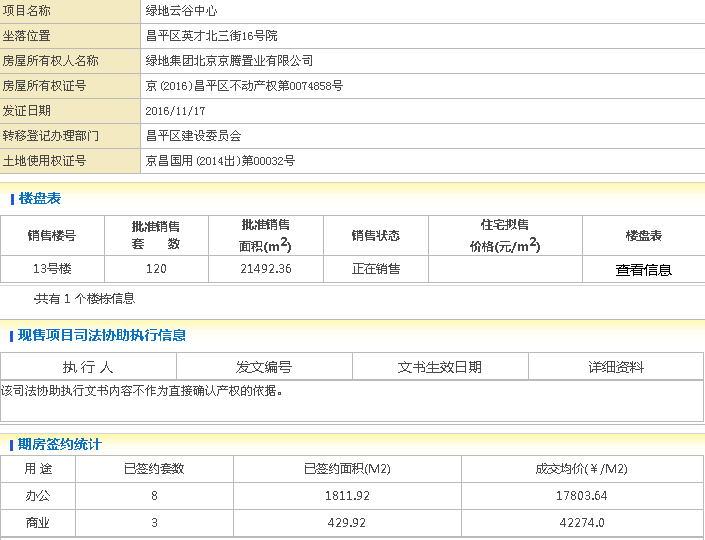 项目名称 绿地云谷中心
坐落位置 昌平区英才北三街16号院
房屋所有权人名称 绿地集团北京京腾置业有限公司
房屋所有权证号 京(2016)昌平区不动产权第0074858号
发证日期 2016/11/17
转移登记办理部门 昌平区建设委员会
土地使用权证号 京昌国用(2014出)第00032号
楼盘表
销售楼号 批准销售套 数 批准销售面积(m2) 销售状态 住宅拟售价格(元/m2) 楼盘表
13号楼 120 21492.36 正在销售 查看信息
·共有 1 个楼栋信息
现售项目司法协助执行信息
执 行 人 发文编号 文书生效日期 详细资料
该司法协助执行文书内容不作为直接确认产权的依据。
期房签约统计
用 途 已签约套数 已签约面积(M2) 成交均价(￥/M2)
办公 8 1811.92 17803.64
商业 3 429.92 42274.0